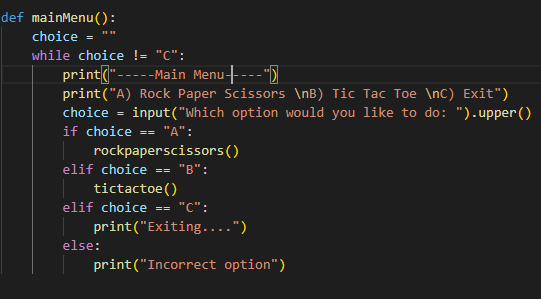 def mainMenu():
    choice = ""
    while choice != "C":
        print("-----Main Menu-----")
        print("A) Rock Paper Scissors \nB) Tic Tac Toe \nC) Exit")
        choice = input("Which option would you like to do: ").upper()
        if choice == "A":
            rockpaperscissors()
        elif choice == "B":
            tictactoe()
        elif choice == "C":
            print("Exiting....")
        else:
            print("Incorrect option")